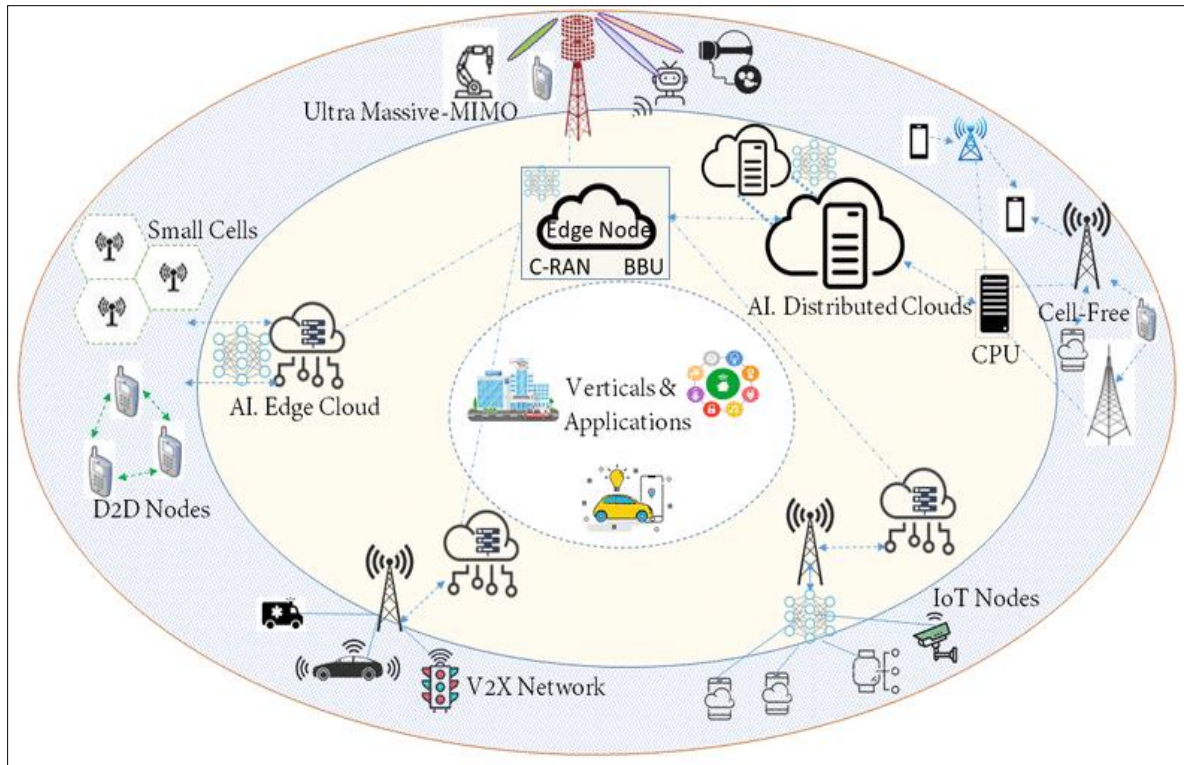 Ultra Massive-MIMO
Small Cells
Edge Node
C-RAN BBU
AI. Distributed Clouds
Cell-Free
CPU
AI. Edge Cloud
Verticals &
Applications
D2D Nodes
IoT Nodes
V2X Network